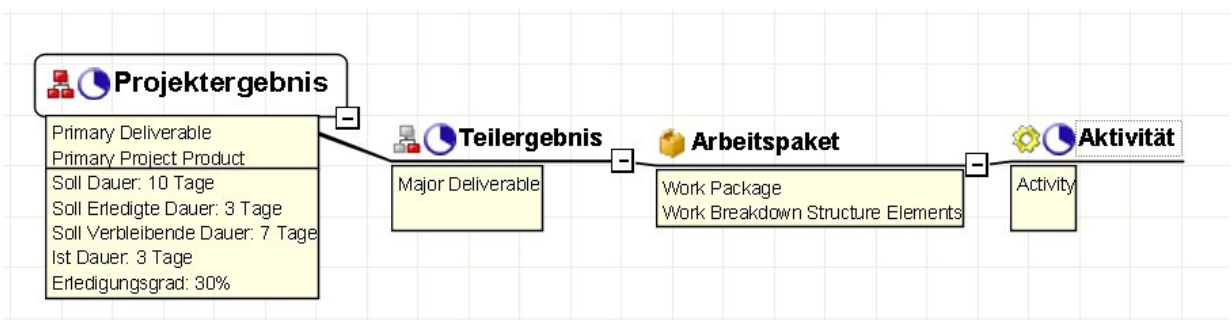 Projektergebnis
Primary Deliverable
Primary Project Product
Soll Dauer: 10 Tage
Soll Erledigte Dauer: 3 Tage
Soll Verbleibende Dauer: 7 Tage
Ist Dauer: 3 Tage
Erledigungsgrad: 30%
Teilergebnis
Major Deliverable
Arbeitspaket
Work Package
Work Breakdown Structure Elements
Aktivität
Activity